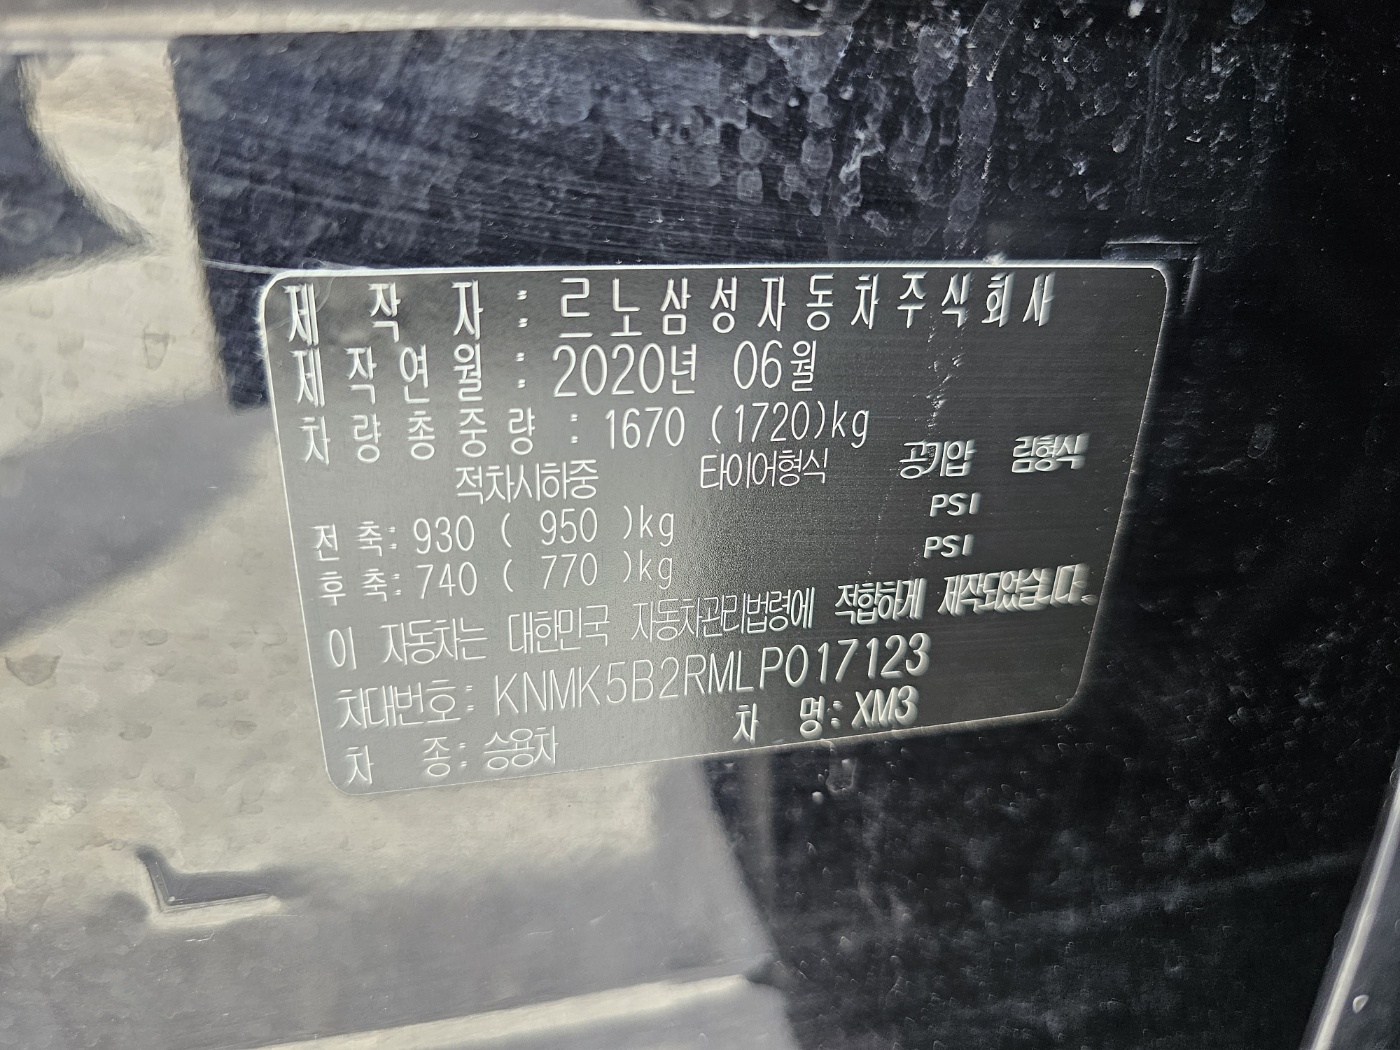 제 작 자 : 르노삼성자동차주식회사
제작연월 : 2020년 06월
차량총중량 : 1670 (1720)kg
적차시하중 타이어형식 공기압 림형식
전 축: 930 ( 950 )kg PSI
후 축: 740 ( 770 )kg PSI
이 자동차는 대한민국 자동차관리법령에 적합하게 제작되었습니다.
차대번호: KNMK5B2RMLP017123
차 종: 승용차 차 명: XM3